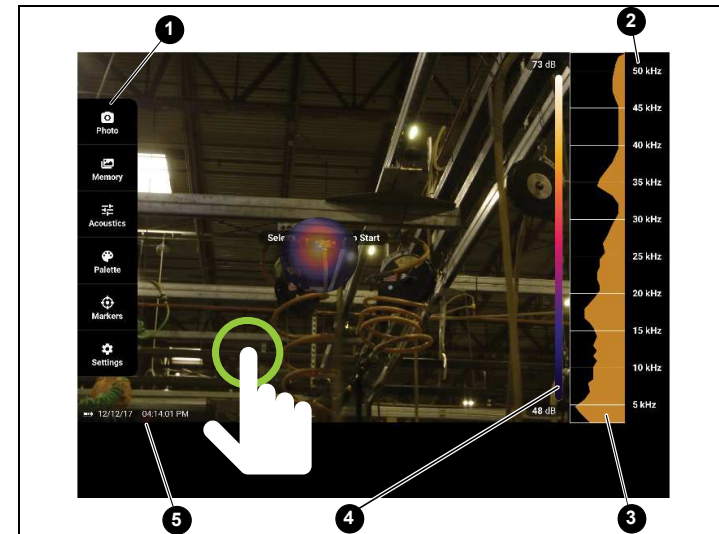 1
2
73 dB
50 kHz
45 kHz
40 kHz
35 kHz
30 kHz
25 kHz
20 kHz
15 kHz
10 kHz
5 kHz
Photo
Memory
Acoustics
Palette
Markers
Settings
Start
12/12/17 04:14:01 PM
48 dB
5
4
3